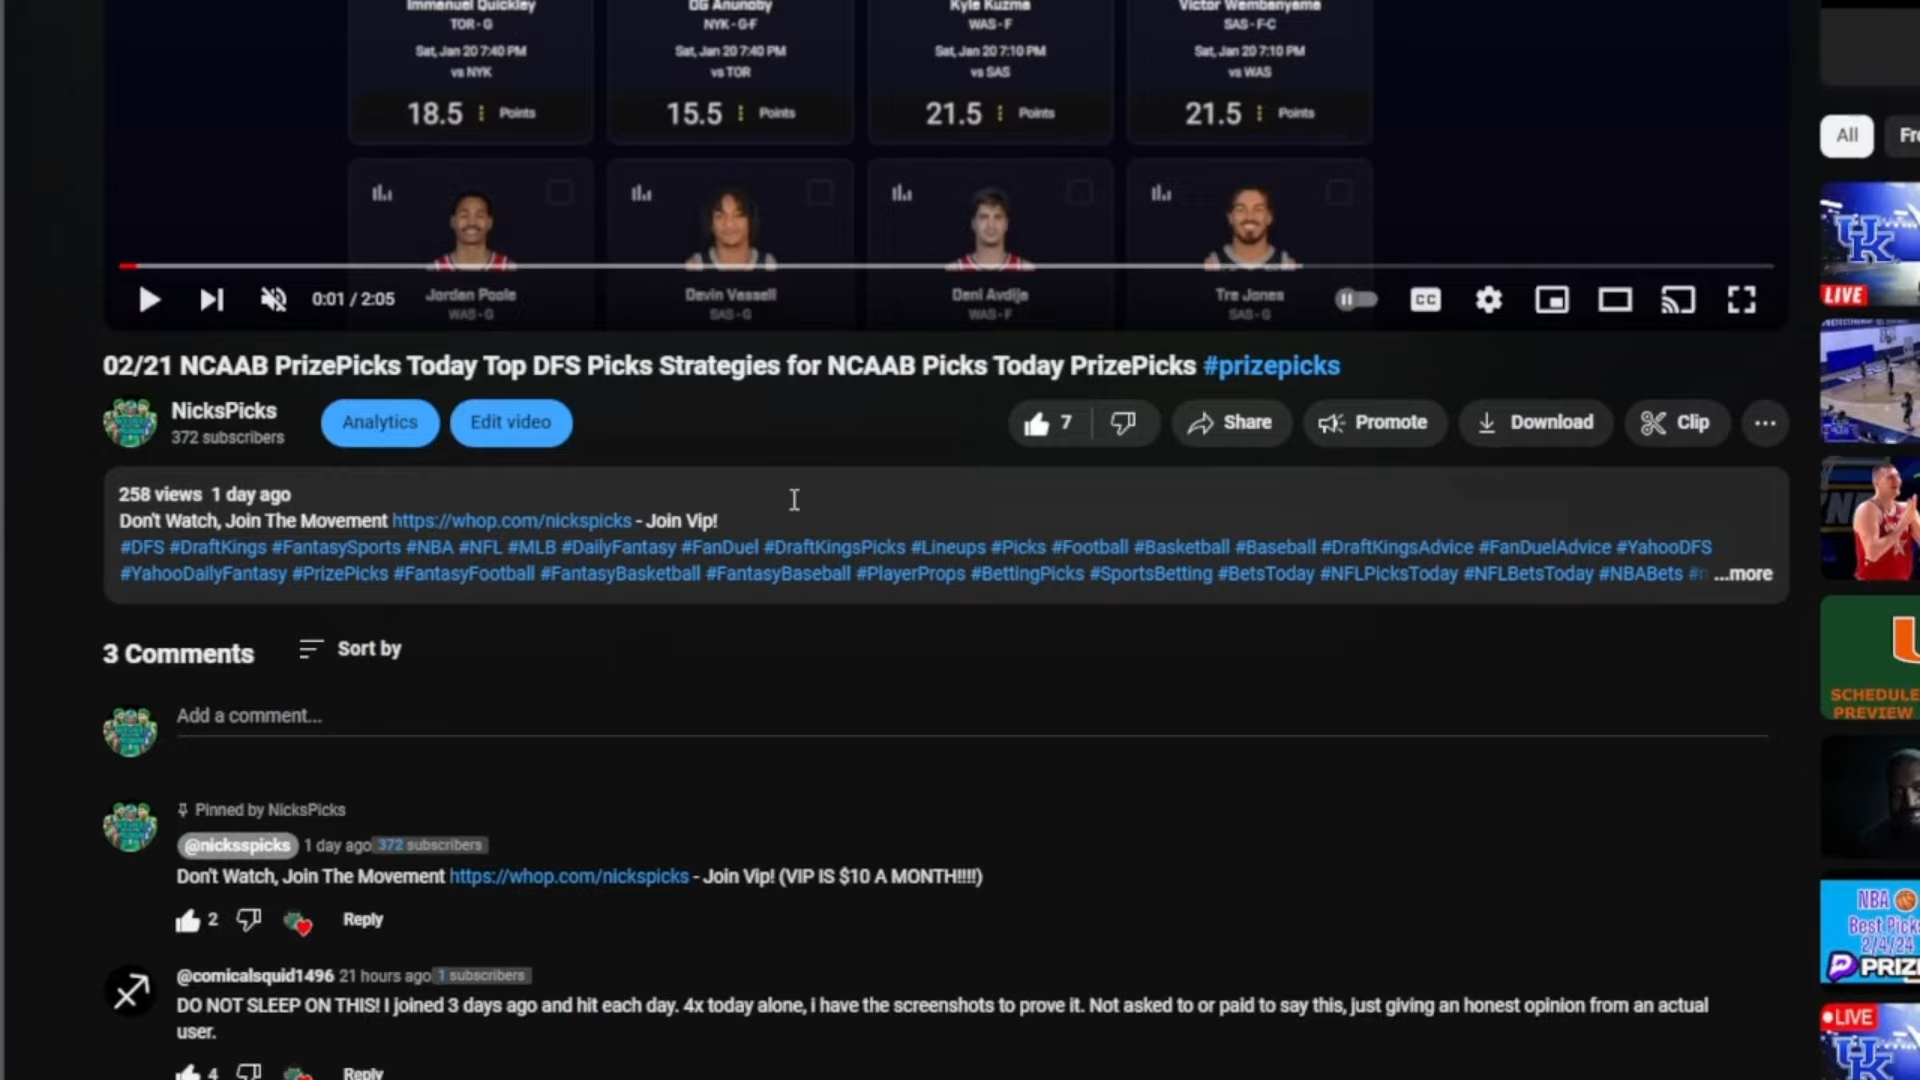 Immanuel Quickley
OG Anunoby
Kyle Kuzma
Victor Wembanyama
TOR - G
NYK - G-F
WAS - F
SAS - F-C
Sat, Jan 20 7:40 PM
Sat, Jan 20 7:40 PM
Sat, Jan 20 7:10 PM
Sat, Jan 20 7:10 PM
vs NYK
vs TOR
vs SAS
vs WAS
18.5 Points
15.5 Points
21.5 Points
21.5 Points
0:01 / 2:05
Jordan Poole
Devin Vassell
Deni Avdija
Tre Jones
WAS - G
SAS - G
WAS - F
SAS - G
CC
02/21 NCAAB PrizePicks Today Top DFS Picks Strategies for NCAAB Picks Today PrizePicks #prizepicks
NicksPicks
372 subscribers
Analytics
Edit video
7
Share
Promote
Download
Clip
258 views 1 day ago
Don't Watch, Join The Movement https://whop.com/nickspicks - Join Vip!
#DFS #DraftKings #FantasySports #NBA #NFL #MLB #DailyFantasy #FanDuel #DraftKingsPicks #Lineups #Picks #Football #Basketball #Baseball #DraftKingsAdvice #FanDuelAdvice #YahooDFS
#YahooDailyFantasy #PrizePicks #FantasyFootball #FantasyBasketball #FantasyBaseball #PlayerProps #BettingPicks #SportsBetting #BetsToday #NFLPicksToday #NFLBetsToday #NBABets #n ...more
3 Comments
Sort by
Add a comment...
Pinned by NicksPicks
@nicksspicks 1 day ago 372 subscribers
Don't Watch, Join The Movement https://whop.com/nickspicks - Join Vip! (VIP IS $10 A MONTH!!!!)
2
Reply
@comicalsquid1496 21 hours ago 1 subscribers
DO NOT SLEEP ON THIS! I joined 3 days ago and hit each day. 4x today alone, i have the screenshots to prove it. Not asked to or paid to say this, just giving an honest opinion from an actual
user.
4
Reply
All
Fr
UK
LIVE
U
SCHEDULE
PREVIEW
NBA
Best Picks
2/4/24
PRIZE
LIVE
UK